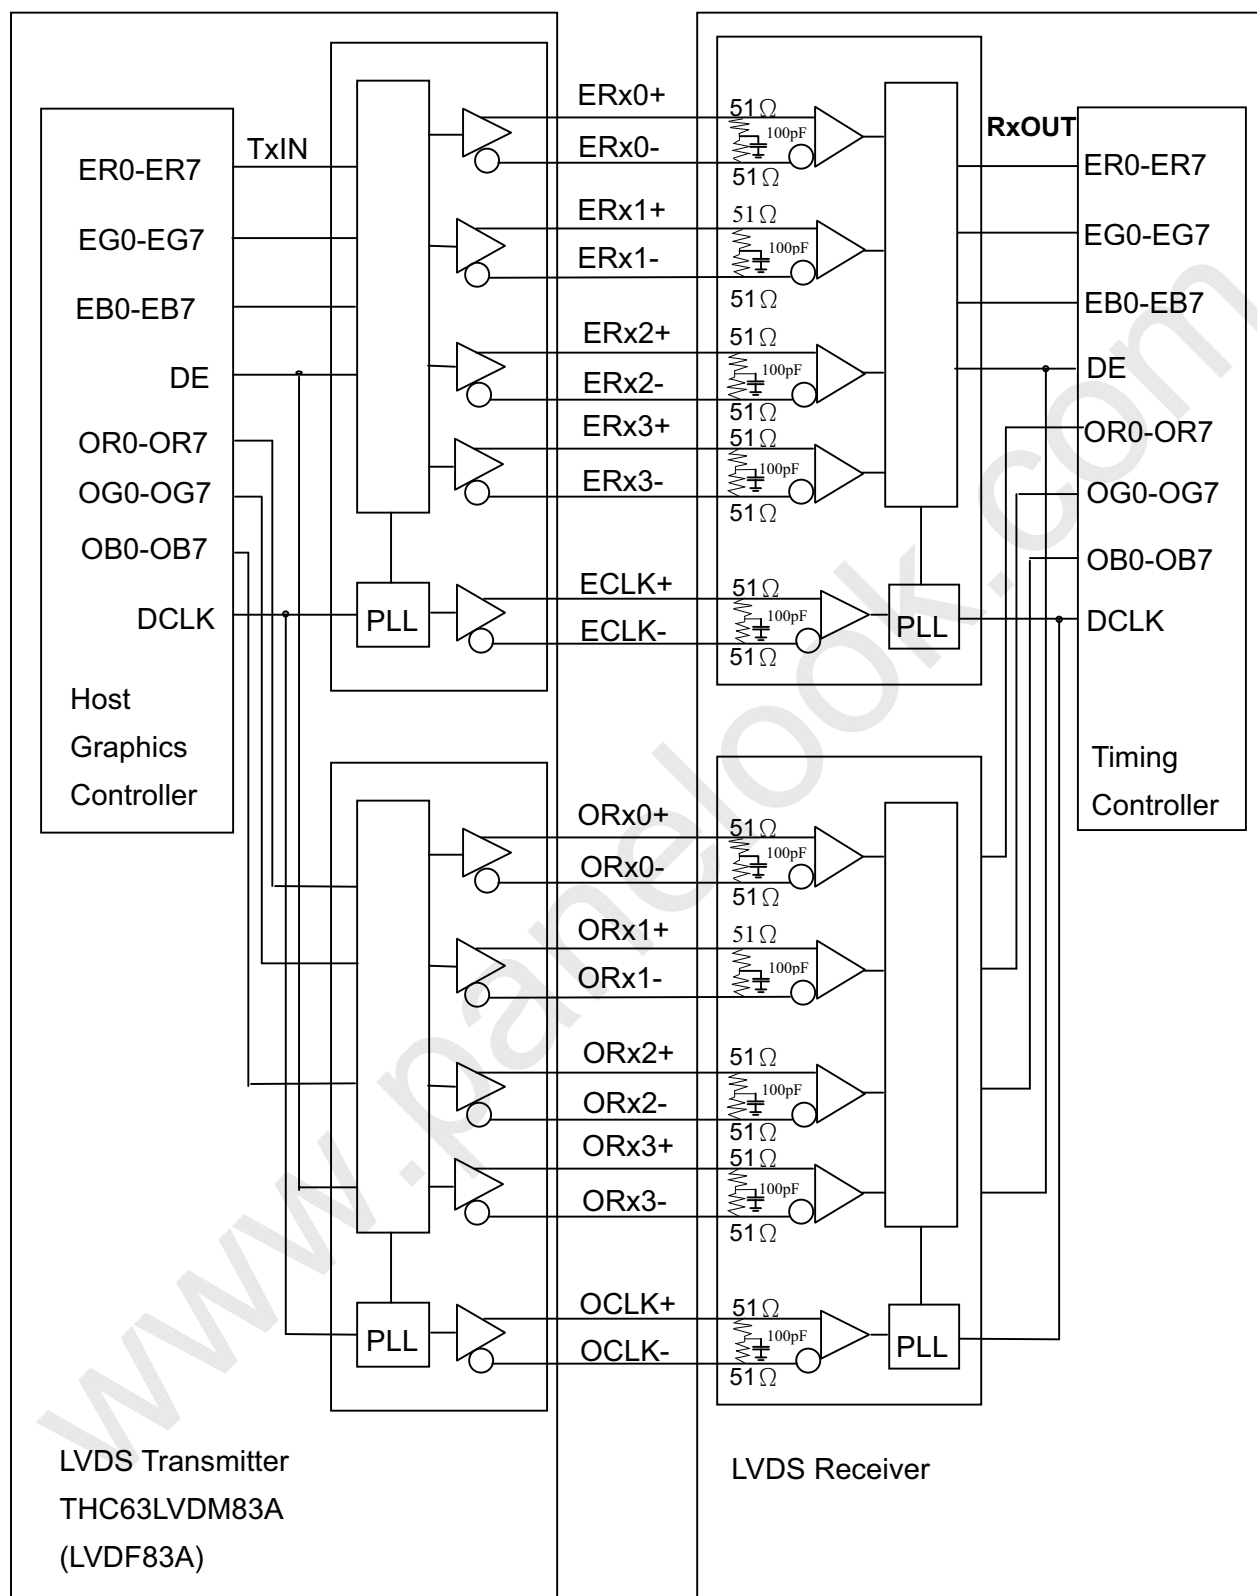 ERx0+
51Ω
100pF
RxOUT
TxIN
ERx0-
51Ω
ER0-ER7
ER0-ER7
ERx1+
51Ω
EG0-EG7
100pF
EG0-EG7
ERx1-
51Ω
EB0-EB7
EB0-EB7
ERx2+
51Ω
DE
100pF
DE
ERx2-
51Ω
ERx3+
51Ω
OR0-OR7
OR0-OR7
100pF
ERx3-
51Ω
OG0-OG7
OG0-OG7
OB0-OB7
OB0-OB7
ECLK+
51Ω
DCLK
PLL
100pF
PLL
DCLK
ECLK-
51Ω
Host
Graphics
Controller
Timing
Controller
ORx0+
51Ω
100pF
ORx0-
51Ω
ORx1+
51Ω
100pF
ORx1-
ORx2+
51Ω
100pF
ORx2-
51Ω
ORx3+
51Ω
100pF
ORx3-
51Ω
OCLK+
51Ω
PLL
100pF
PLL
OCLK-
51Ω
LVDS Transmitter
THC63LVDM83A
(LVDF83A)
LVDS Receiver
www.panelook.com